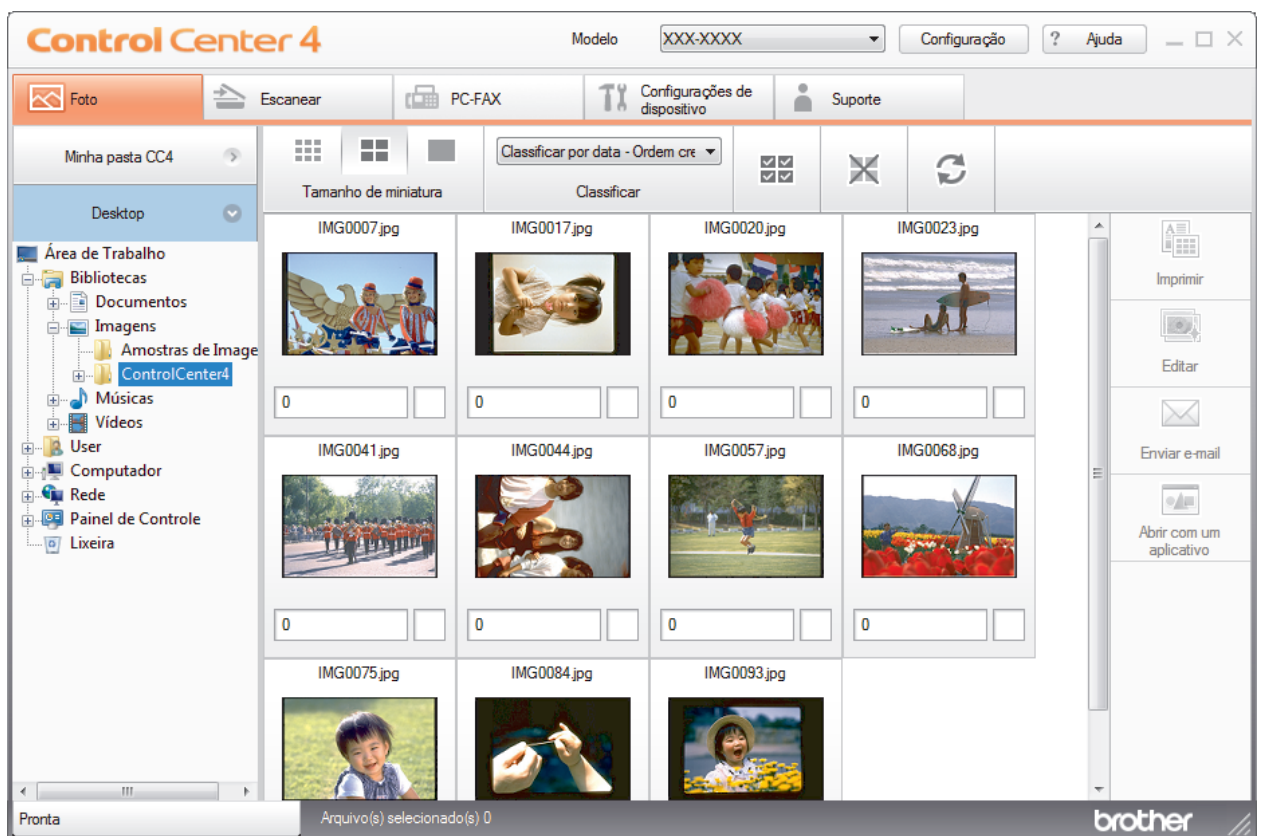 Control Center 4
Modelo XXX-XXXX Configuração ? Ajuda
Foto
Escanear
PC-FAX
Configurações de
dispositivo
Suporte
Minha pasta CC4
Desktop
Tamanho de miniatura
Classificar por data - Ordem cre
Classificar
Área de Trabalho
Bibliotecas
Documentos
Imagens
Amostras de Image
ControlCenter4
Músicas
Vídeos
User
Computador
Rede
Painel de Controle
Lixeira
IMG0007.jpg IMG0017.jpg IMG0020.jpg IMG0023.jpg
0 0 0 0
IMG0041.jpg IMG0044.jpg IMG0057.jpg IMG0068.jpg
0 0 0 0
IMG0075.jpg IMG0084.jpg IMG0093.jpg
Imprimir
Editar
Enviar e-mail
Abrir com um
aplicativo
Pronta
Arquivo(s) selecionado(s) 0
brother